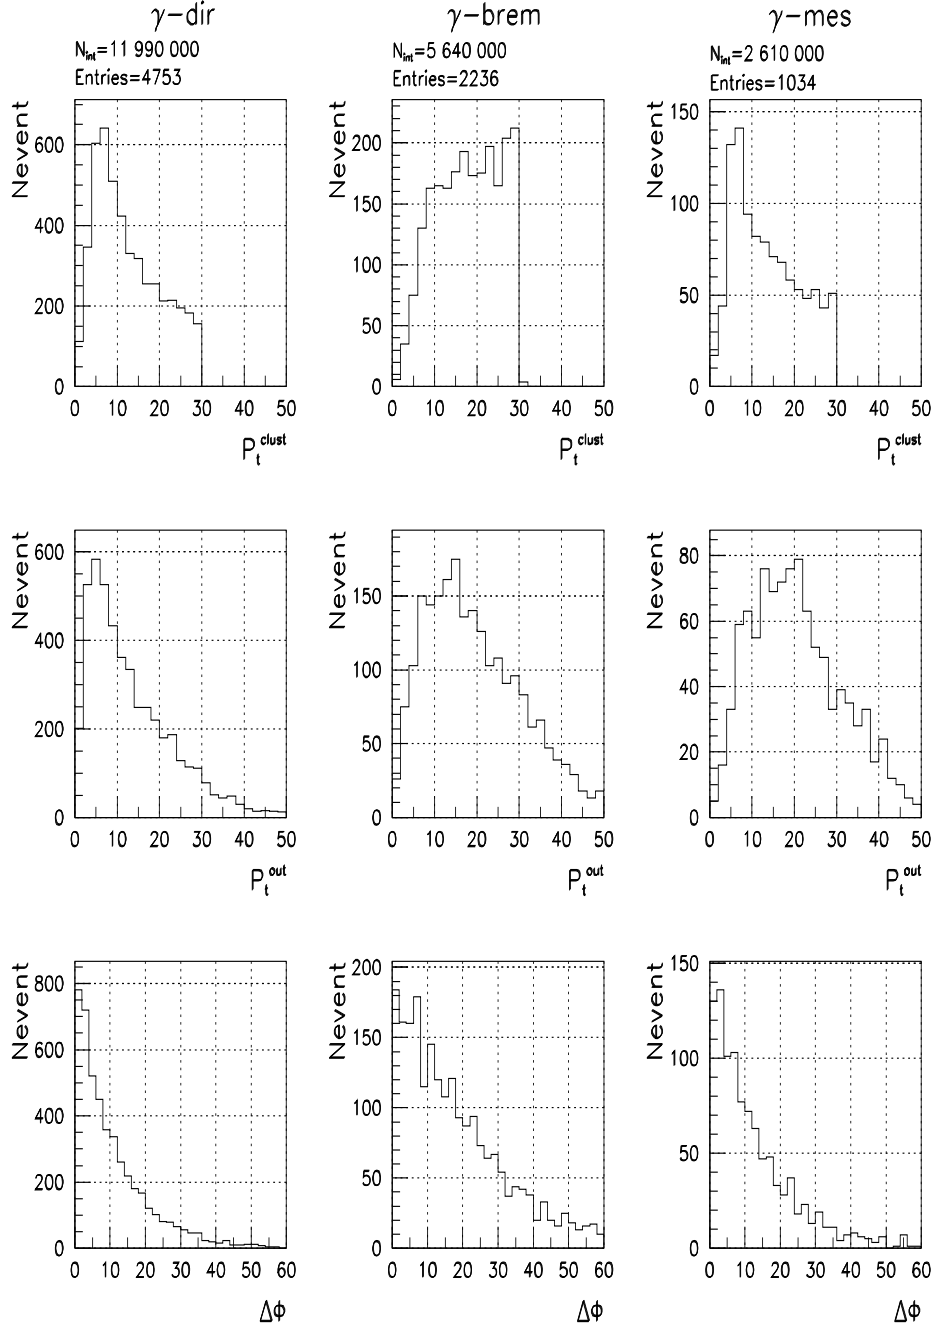 γ−dir γ−brem γ−mes
N_int=11 990 000 N_int=5 640 000 N_int=2 610 000
Entries=4753 Entries=2236 Entries=1034
Nevent Nevent Nevent
600 200 150
400 150 100
200 100 50
0 50 0
0
0 10 20 30 40 50 0 10 20 30 40 50 0 10 20 30 40 50
P_t^clust P_t^clust P_t^clust
Nevent Nevent Nevent
600 150 80
400 100 60
200 50 40
0 0 20
0
0 10 20 30 40 50 0 10 20 30 40 50 0 10 20 30 40 50
P_t^out P_t^out P_t^out
Nevent Nevent Nevent
800 200 150
600 150 100
400 100 50
200 50 0
0 0
0 10 20 30 40 50 60 0 10 20 30 40 50 60 0 10 20 30 40 50 60
Δϕ Δϕ Δϕ